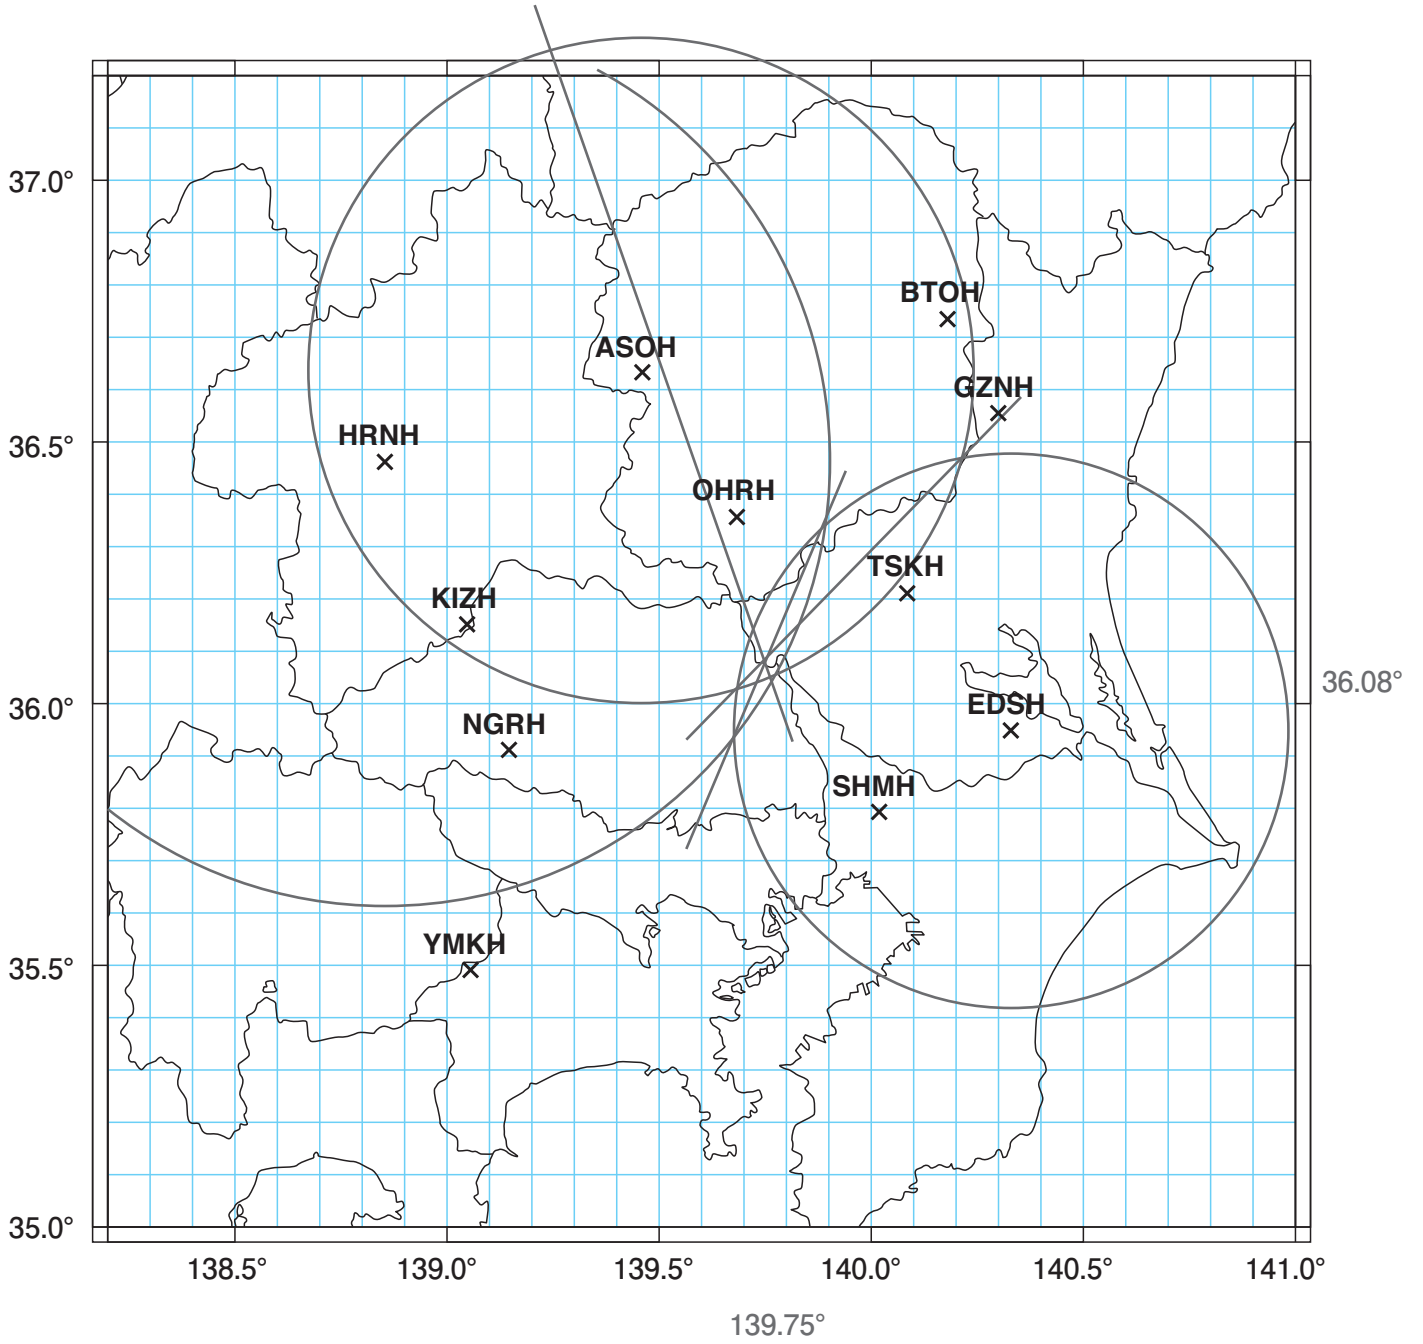 37.0°
BTOH
ASOH
GZNH
HRNH
36.5°
OHRH
TSKH
KIZH
36.08°
36.0°
EDSH
NGRH
SHMH
YMKH
35.5°
35.0°
138.5°
139.0°
139.5°
140.0°
140.5°
141.0°
139.75°